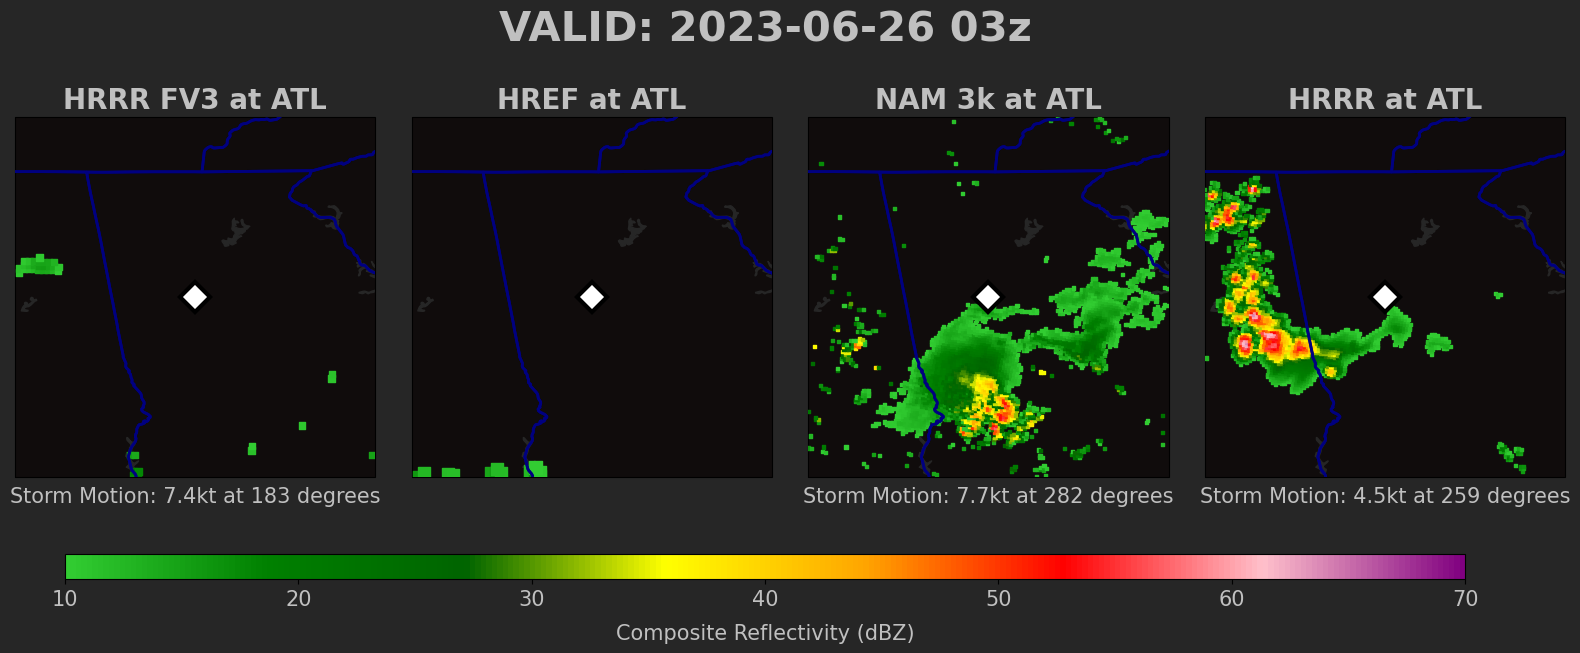 VALID: 2023-06-26 03z
HRRR FV3 at ATL
HREF at ATL
NAM 3k at ATL
HRRR at ATL
Storm Motion: 7.4kt at 183 degrees
Storm Motion: 7.7kt at 282 degrees
Storm Motion: 4.5kt at 259 degrees
10 20 30 40 50 60 70
Composite Reflectivity (dBZ)